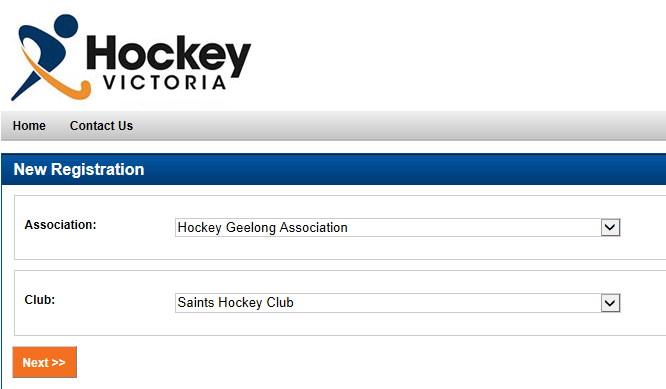 Hockey
VICTORIA
Home Contact Us
New Registration
Association: Hockey Geelong Association
Club: Saints Hockey Club
Next >>